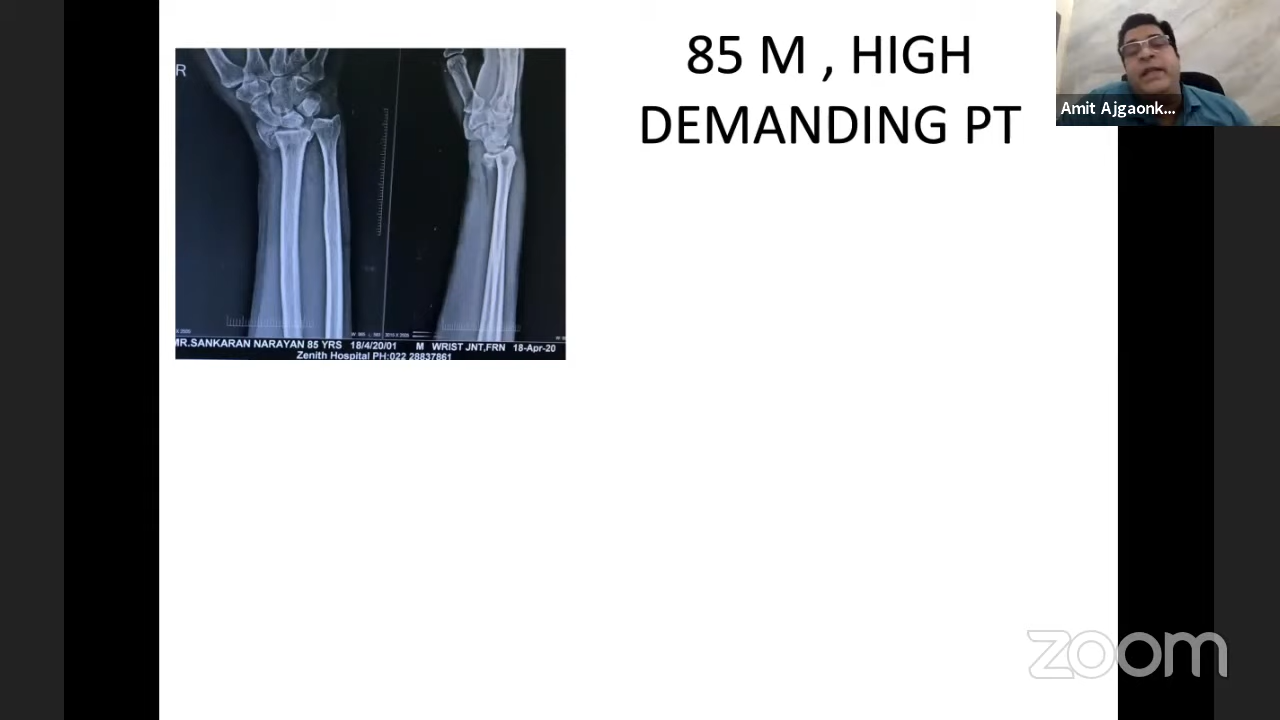 85 M , HIGH
DEMANDING PT
Amit Ajgaonk...
R
MR.SANKARAN NARAYAN 85 YRS 18/4/20/01 M WRIST JNT,FRN 18-Apr-20
Zenith Hospital PH:022 28837861
zoom